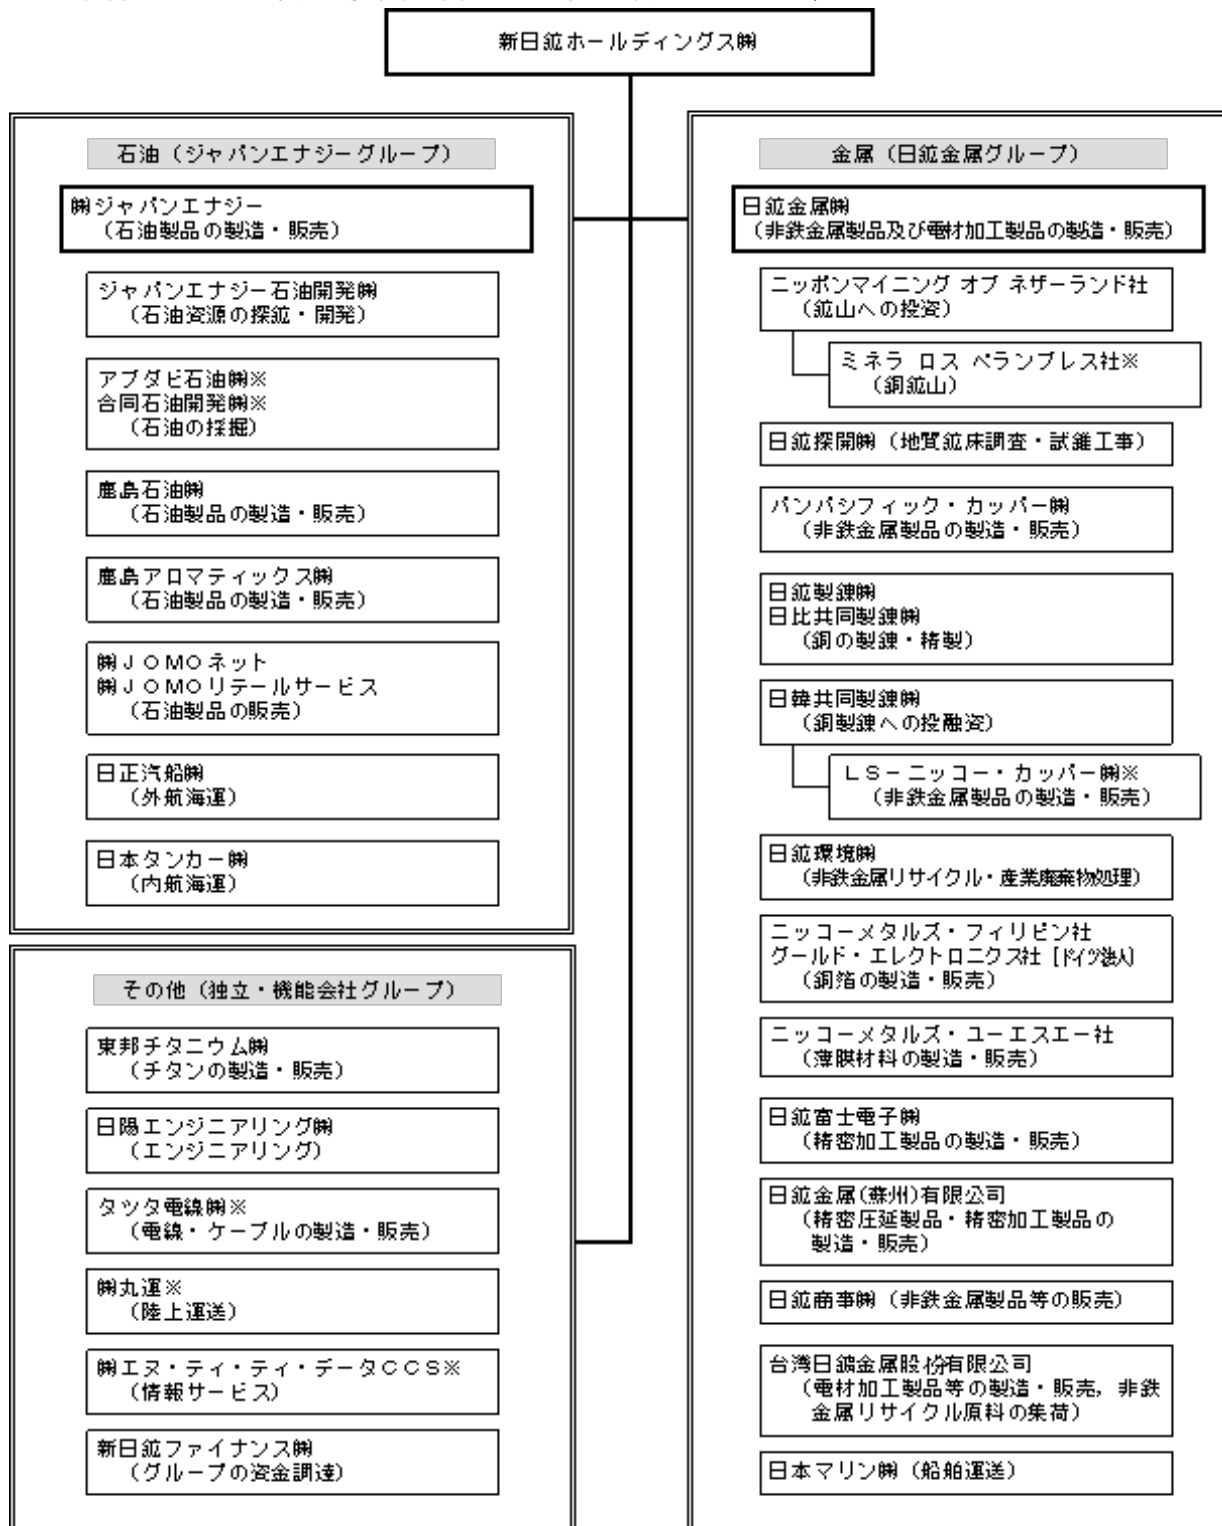 新日鉱ホールディングス㈱
石油（ジャパンエナジーグループ）
㈱ジャパンエナジー
（石油製品の製造・販売）
ジャパンエナジー石油開発㈱
（石油資源の探鉱・開発）
アブダビ石油㈱※
合同石油開発㈱※
（石油の採掘）
鹿島石油㈱
（石油製品の製造・販売）
鹿島アロマティックス㈱
（石油製品の製造・販売）
㈱ＪＯＭＯネット
㈱ＪＯＭＯリテールサービス
（石油製品の販売）
日正汽船㈱
（外航海運）
日本タンカー㈱
（内航海運）
その他（独立・機能会社グループ）
東邦チタニウム㈱
（チタンの製造・販売）
日陽エンジニアリング㈱
（エンジニアリング）
タツタ電線㈱※
（電線・ケーブルの製造・販売）
㈱丸運※
（陸上運送）
㈱エヌ・ティ・ティ・データＣＣＳ※
（情報サービス）
新日鉱ファイナンス㈱
（グループの資金調達）
金属（日鉱金属グループ）
日鉱金属㈱
（非鉄金属製品及び電材加工製品の製造・販売）
ニッポンマイニング オブ ネザーランド社
（鉱山への投資）
ミネラ ロス ペランブレス社※
（銅鉱山）
日鉱探開㈱（地質鉱床調査・試錐工事）
パンパシフィック・カッパー㈱
（非鉄金属製品の製造・販売）
日鉱製錬㈱
日比共同製錬㈱
（銅の製錬・精製）
日韓共同製錬㈱
（銅製錬への投融資）
ＬＳ－ニッコー・カッパー㈱※
（非鉄金属製品の製造・販売）
日鉱環境㈱
（非鉄金属リサイクル・産業廃棄物処理）
ニッコーメタルズ・フィリピン社
グールド・エレクトロニクス社［ドイツ法人］
（銅箔の製造・販売）
ニッコーメタルズ・ユーエスエー社
（薄膜材料の製造・販売）
日鉱富士電子㈱
（精密加工製品の製造・販売）
日鉱金属(蘇州)有限公司
（精密圧延製品・精密加工製品の
製造・販売）
日鉱商事㈱（非鉄金属製品等の販売）
台湾日鑛金属股份有限公司
（電材加工製品等の製造・販売，非鉄
金属リサイクル原料の集荷）
日本マリン㈱（船舶運送）